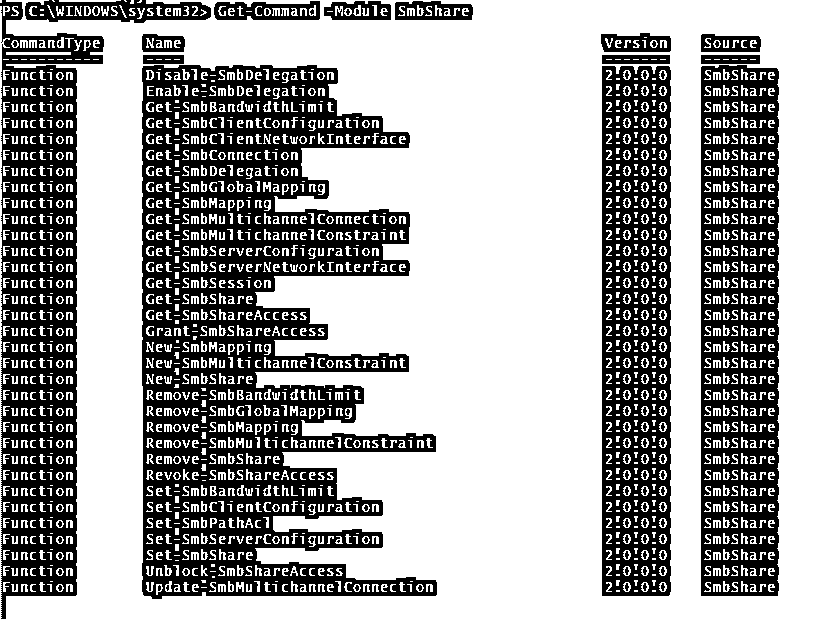 PS C:\WINDOWS\system32> Get-Command -Module SmbShare
CommandType Name Version Source
----------- ---- ------- ------
Function Disable-SmbDelegation 2.0.0.0 SmbShare
Function Enable-SmbDelegation 2.0.0.0 SmbShare
Function Get-SmbBandwidthLimit 2.0.0.0 SmbShare
Function Get-SmbClientConfiguration 2.0.0.0 SmbShare
Function Get-SmbClientNetworkInterface 2.0.0.0 SmbShare
Function Get-SmbConnection 2.0.0.0 SmbShare
Function Get-SmbDelegation 2.0.0.0 SmbShare
Function Get-SmbGlobalMapping 2.0.0.0 SmbShare
Function Get-SmbMapping 2.0.0.0 SmbShare
Function Get-SmbMultichannelConnection 2.0.0.0 SmbShare
Function Get-SmbMultichannelConstraint 2.0.0.0 SmbShare
Function Get-SmbServerConfiguration 2.0.0.0 SmbShare
Function Get-SmbServerNetworkInterface 2.0.0.0 SmbShare
Function Get-SmbSession 2.0.0.0 SmbShare
Function Get-SmbShare 2.0.0.0 SmbShare
Function Get-SmbShareAccess 2.0.0.0 SmbShare
Function Grant-SmbShareAccess 2.0.0.0 SmbShare
Function New-SmbMapping 2.0.0.0 SmbShare
Function New-SmbMultichannelConstraint 2.0.0.0 SmbShare
Function New-SmbShare 2.0.0.0 SmbShare
Function Remove-SmbBandwidthLimit 2.0.0.0 SmbShare
Function Remove-SmbGlobalMapping 2.0.0.0 SmbShare
Function Remove-SmbMapping 2.0.0.0 SmbShare
Function Remove-SmbMultichannelConstraint 2.0.0.0 SmbShare
Function Remove-SmbShare 2.0.0.0 SmbShare
Function Revoke-SmbShareAccess 2.0.0.0 SmbShare
Function Set-SmbBandwidthLimit 2.0.0.0 SmbShare
Function Set-SmbClientConfiguration 2.0.0.0 SmbShare
Function Set-SmbPathAcl 2.0.0.0 SmbShare
Function Set-SmbServerConfiguration 2.0.0.0 SmbShare
Function Set-SmbShare 2.0.0.0 SmbShare
Function Unblock-SmbShareAccess 2.0.0.0 SmbShare
Function Update-SmbMultichannelConnection 2.0.0.0 SmbShare